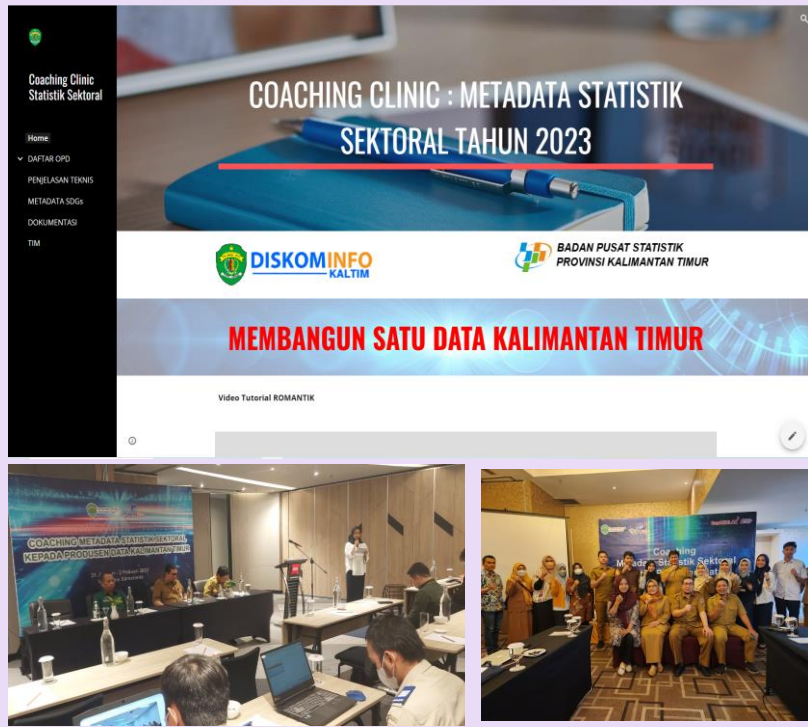 Coaching Clinic
Statistik Sektoral
Home
DAFTAR OPD
PENJELASAN TEKNIS
METADATA SDGs
DOKUMENTASI
TIM
COACHING CLINIC : METADATA STATISTIK
SEKTORAL TAHUN 2023
DISKOMINFO
KALTIM
BADAN PUSAT STATISTIK
PROVINSI KALIMANTAN TIMUR
MEMBANGUN SATU DATA KALIMANTAN TIMUR
Video Tutorial ROMANTIK
COACHING METADATA STATISTIK SEKTORAL
KEPADA PRODUSEN DATA KALIMANTAN TIMUR
Coaching
Statistik Sektoral